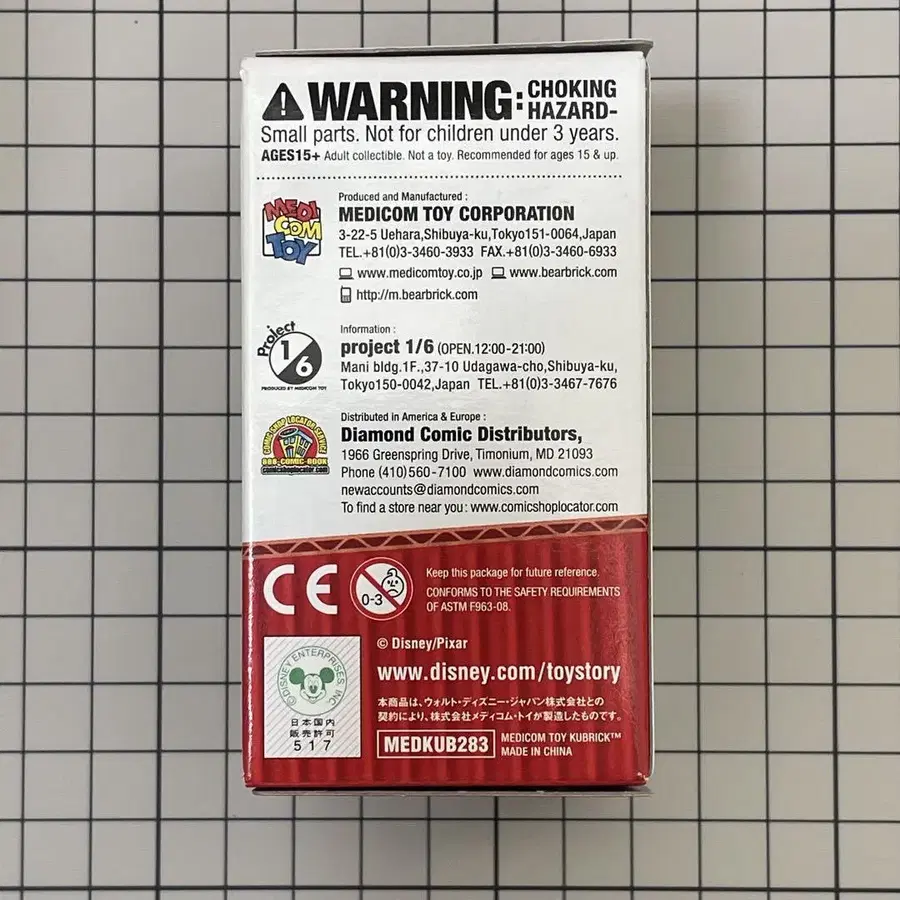 WARNING: CHOKING HAZARD-
Small parts. Not for children under 3 years.
AGES15+ Adult collectible. Not a toy. Recommended for ages 15 & up.
MEDI COM TOY
Produced and Manufactured :
MEDICOM TOY CORPORATION
3-22-5 Uehara,Shibuya-ku,Tokyo151-0064,Japan
TEL.+81(0)3-3460-3933 FAX.+81(0)3-3460-6933
www.medicomtoy.co.jp www.bearbrick.com
http://m.bearbrick.com
Project 1/6
PRODUCED BY MEDICOM TOY
Information :
project 1/6 (OPEN.12:00-21:00)
Mani bldg.1F.,37-10 Udagawa-cho,Shibuya-ku,
Tokyo150-0042,Japan TEL.+81(0)3-3467-7676
COMIC SHOP LOCATOR SERVICE
888-COMIC-BOOK
comicshoplocator.com
Distributed in America & Europe :
Diamond Comic Distributors,
1966 Greenspring Drive, Timonium, MD 21093
Phone (410)560-7100 www.diamondcomics.com
newaccounts@diamondcomics.com
To find a store near you : www.comicshoplocator.com
CE
0-3
Keep this package for future reference.
CONFORMS TO THE SAFETY REQUIREMENTS
OF ASTM F963-08.
©DISNEY ENTERPRISES, INC
日本国内
販売許可
517
© Disney/Pixar
www.disney.com/toystory
本商品は、ウォルト・ディズニー・ジャパン株式会社との
契約により、株式会社メディコム・トイが製造したものです。
MEDKUB283
MEDICOM TOY KUBRICK™
MADE IN CHINA